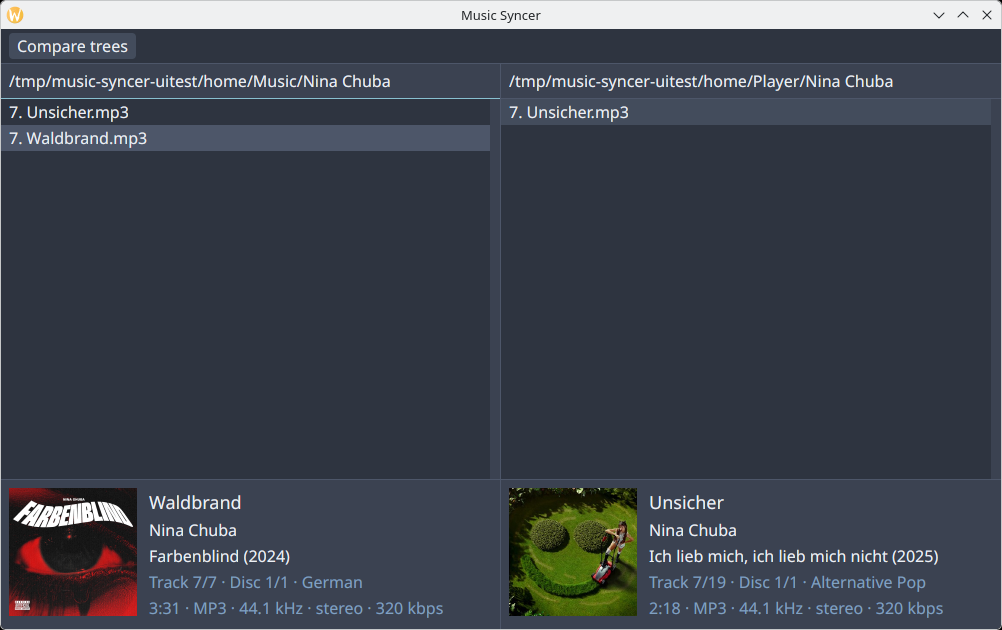 Music Syncer
Compare trees
/tmp/music-syncer-uitest/home/Music/Nina Chuba
7. Unsicher.mp3
7. Waldbrand.mp3
/tmp/music-syncer-uitest/home/Player/Nina Chuba
7. Unsicher.mp3
NINA CHUBA
FARBENBLIND
Waldbrand
Nina Chuba
Farbenblind (2024)
Track 7/7 · Disc 1/1 · German
3:31 · MP3 · 44.1 kHz · stereo · 320 kbps
Unsicher
Nina Chuba
Ich lieb mich, ich lieb mich nicht (2025)
Track 7/19 · Disc 1/1 · Alternative Pop
2:18 · MP3 · 44.1 kHz · stereo · 320 kbps